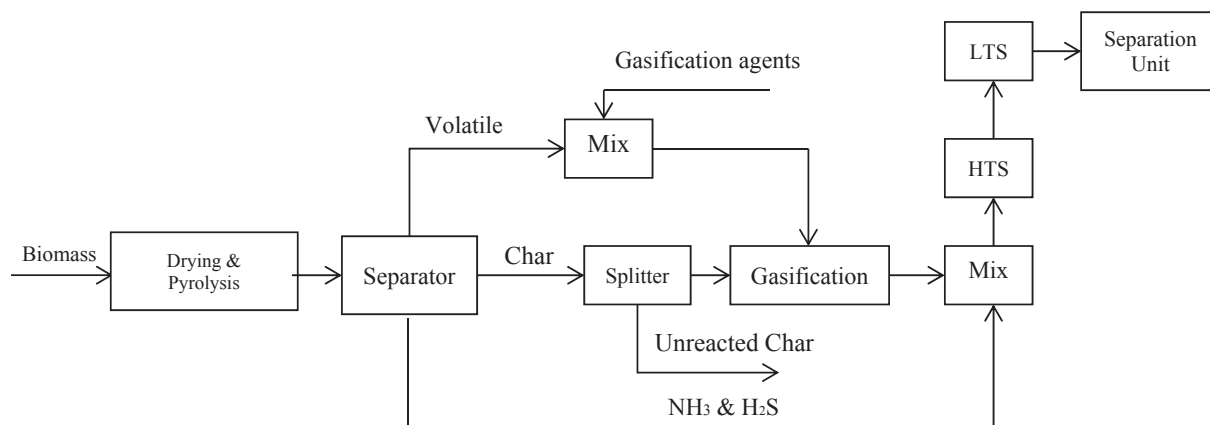 Gasification agents
LTS
Separation
Unit
Volatile
Mix
HTS
Biomass
Drying &
Pyrolysis
Separator
Char
Splitter
Gasification
Mix
Unreacted Char
NH₃ & H₂S